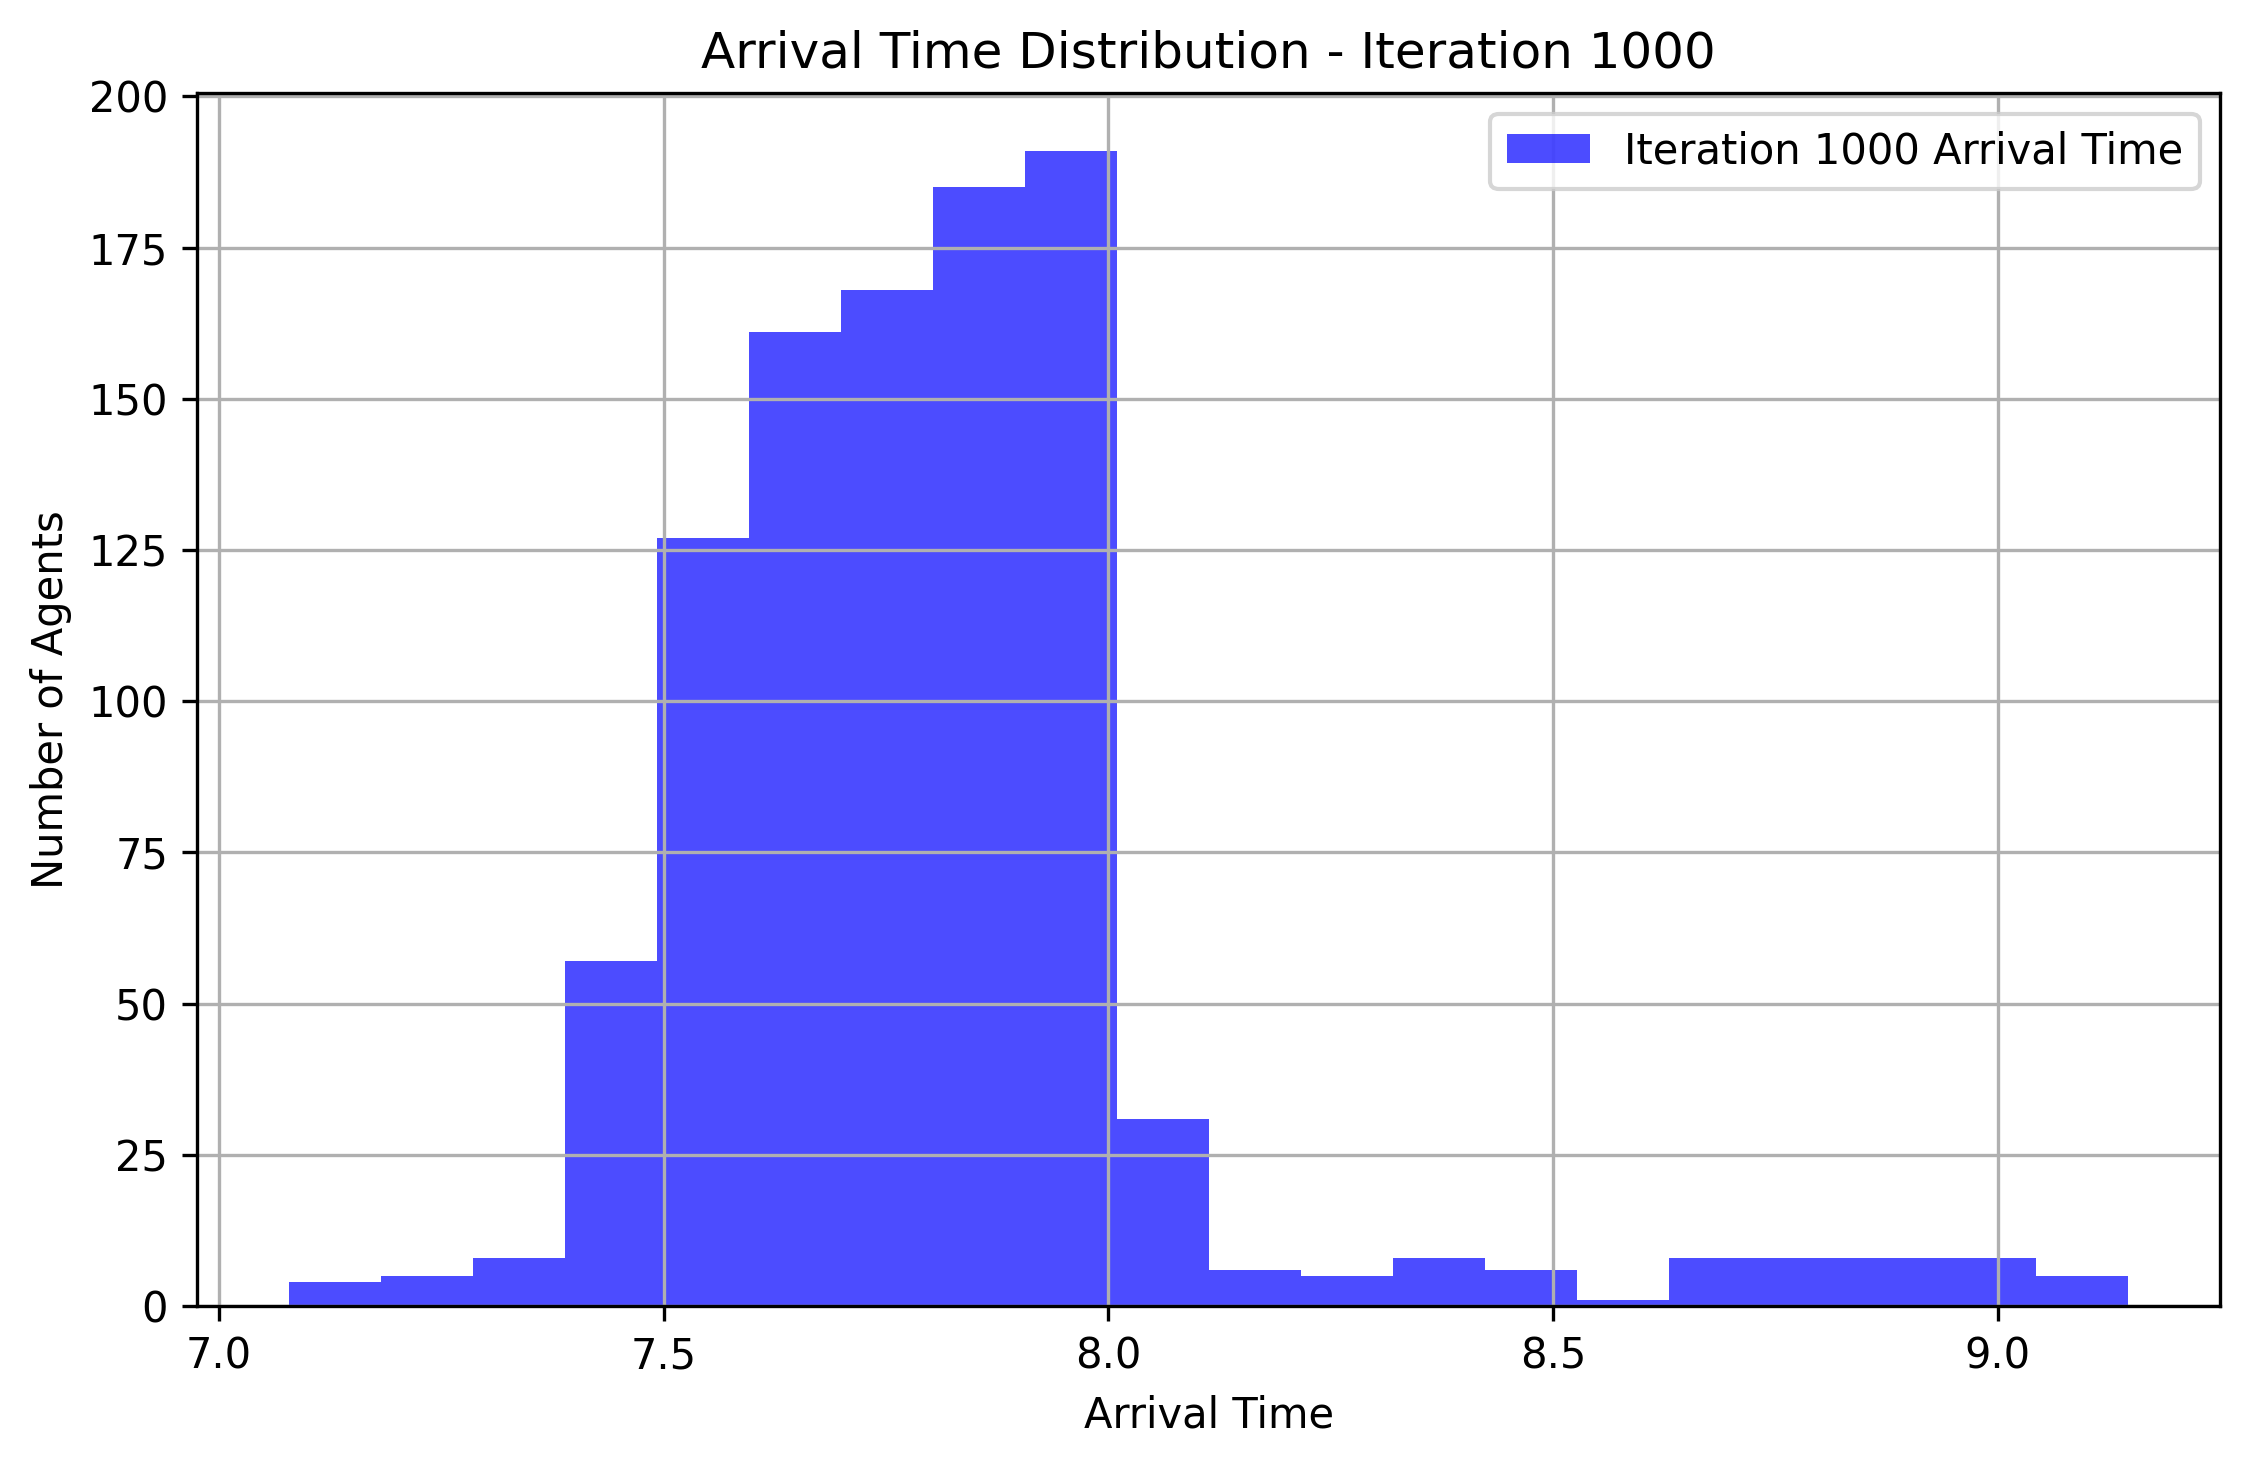 Arrival Time Distribution - Iteration 1000
Iteration 1000 Arrival Time
Number of Agents
200
175
150
125
100
75
50
25
0
7.0 7.5 8.0 8.5 9.0
Arrival Time